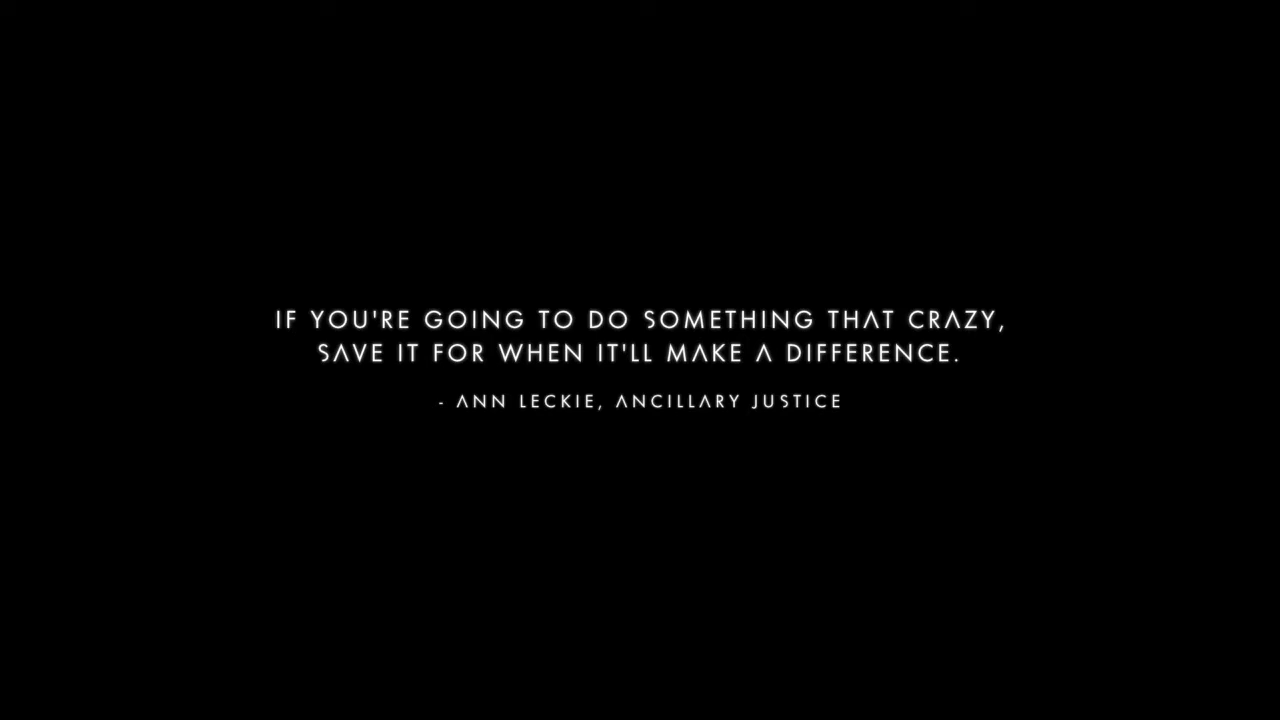 IF YOU'RE GOING TO DO SOMETHING THAT CRAZY,
SAVE IT FOR WHEN IT'LL MAKE A DIFFERENCE.
- ANN LECKIE, ANCILLARY JUSTICE